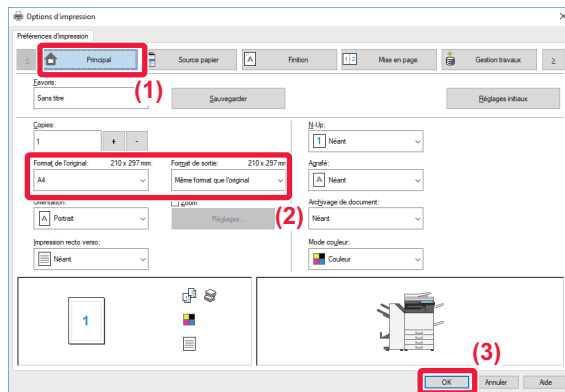 Options d'impression
Préférences d'impression
Principal
Source papier
Finition
Mise en page
Gestion travaux
(1)
Favoris:
Sans titre
Sauvegarder
Réglages initiaux
Copies:
1
+ -
N-Up:
1 Néant
Format de l'original: 210 x 297 mm.
Format de sortie: 210 x 297 mm
Agrafé:
A4
Même format que l'original
A Néant
Orientation:
Zoom
(2)
Archivage de document:
A Portrait
Réglages...
Néant
Impression recto verso:
Mode couleur:
Néant
Couleur
1
(3)
OK
Annuler
Aide